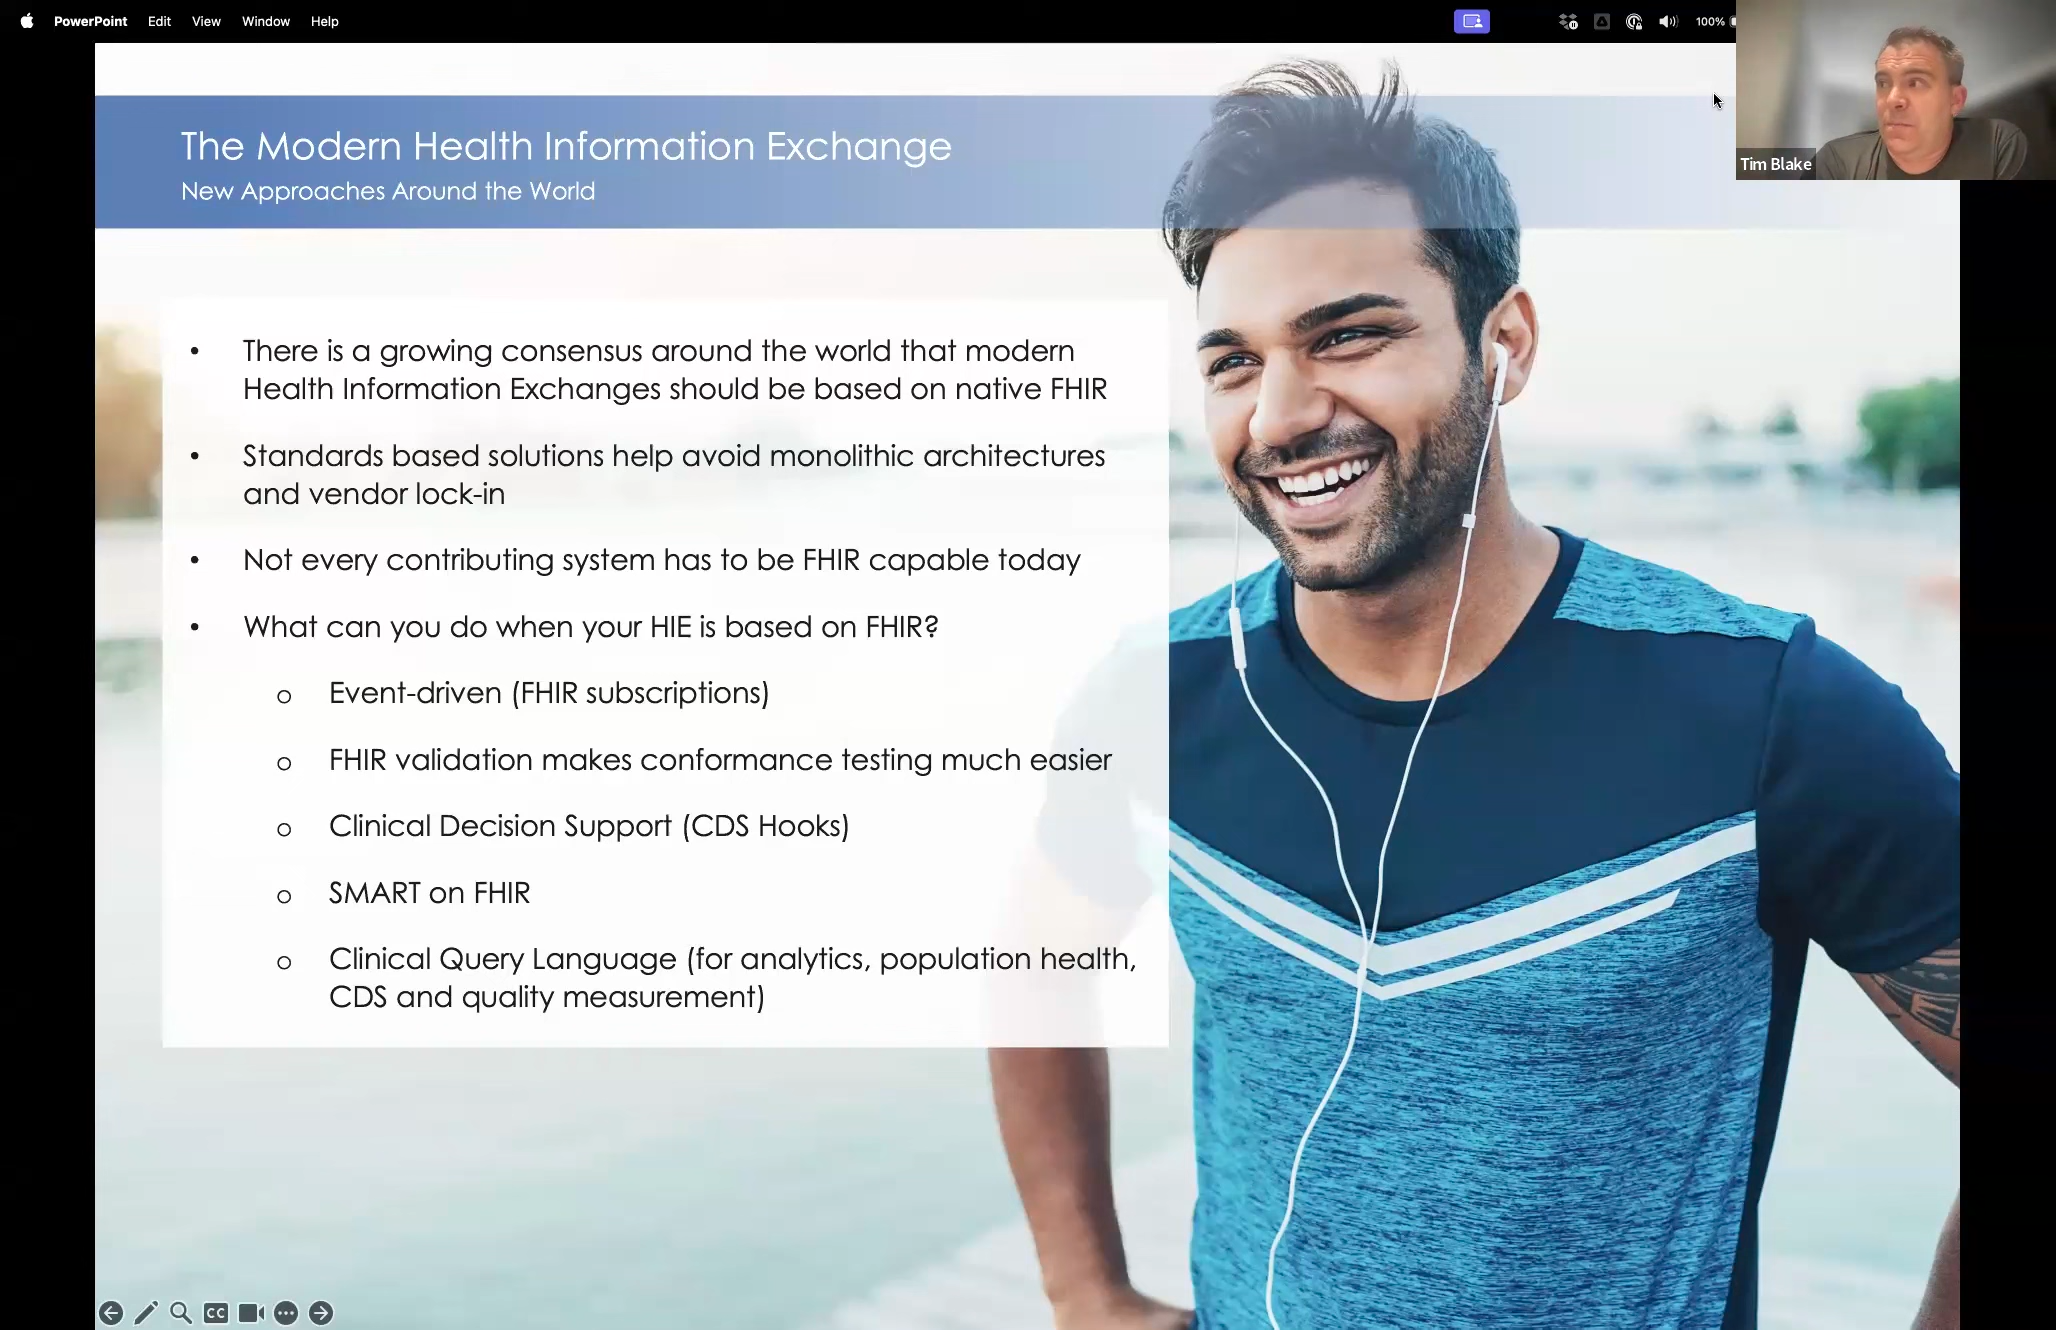 PowerPoint Edit View Window Help
100%
Tim Blake
The Modern Health Information Exchange
New Approaches Around the World
• There is a growing consensus around the world that modern
Health Information Exchanges should be based on native FHIR
• Standards based solutions help avoid monolithic architectures
and vendor lock-in
• Not every contributing system has to be FHIR capable today
• What can you do when your HIE is based on FHIR?
o Event-driven (FHIR subscriptions)
o FHIR validation makes conformance testing much easier
o Clinical Decision Support (CDS Hooks)
o SMART on FHIR
o Clinical Query Language (for analytics, population health,
CDS and quality measurement)
CC